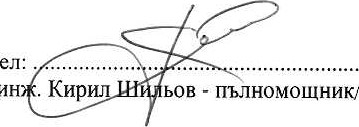 ел: ........................................
инж. Кирил Шильов - пълномощник/